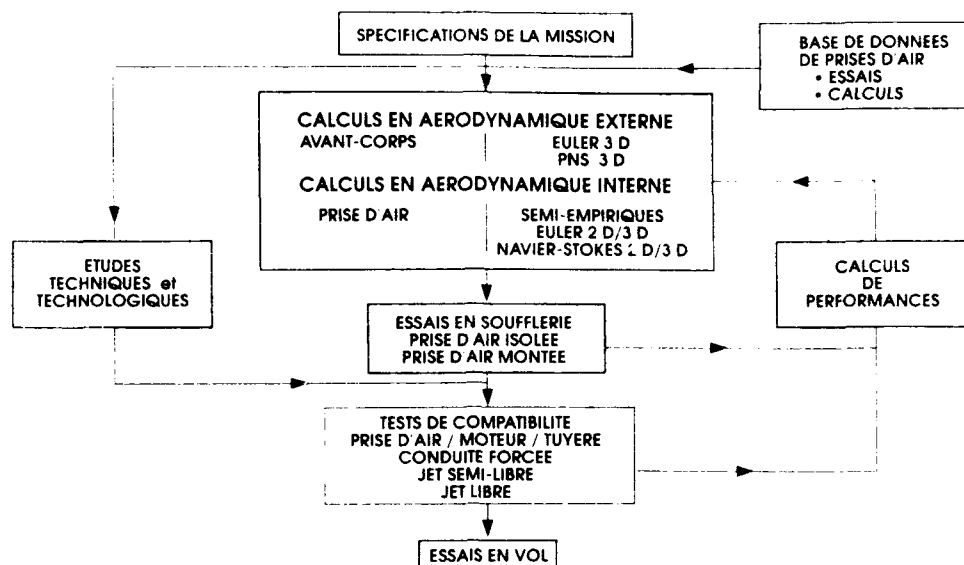 SPECIFICATIONS DE LA MISSION
BASE DE DONNEES
DE PRISES D'AIR
• ESSAIS
• CALCULS
CALCULS EN AERODYNAMIQUE EXTERNE
AVANT-CORPS EULER 3 D
PNS 3 D
CALCULS EN AERODYNAMIQUE INTERNE
PRISE D'AIR SEMI-EMPIRIQUES
EULER 2 D/3 D
NAVIER-STOKES 2 D/3 D
ETUDES
TECHNIQUES et
TECHNOLOGIQUES
CALCULS
DE
PERFORMANCES
ESSAIS EN SOUFFLERIE
PRISE D'AIR ISOLEE
PRISE D'AIR MONTEE
TESTS DE COMPATIBILITE
PRISE D'AIR / MOTEUR / TUYERE
CONDUITE FORCEE
JET SEMI-LIBRE
JET LIBRE
ESSAIS EN VOL